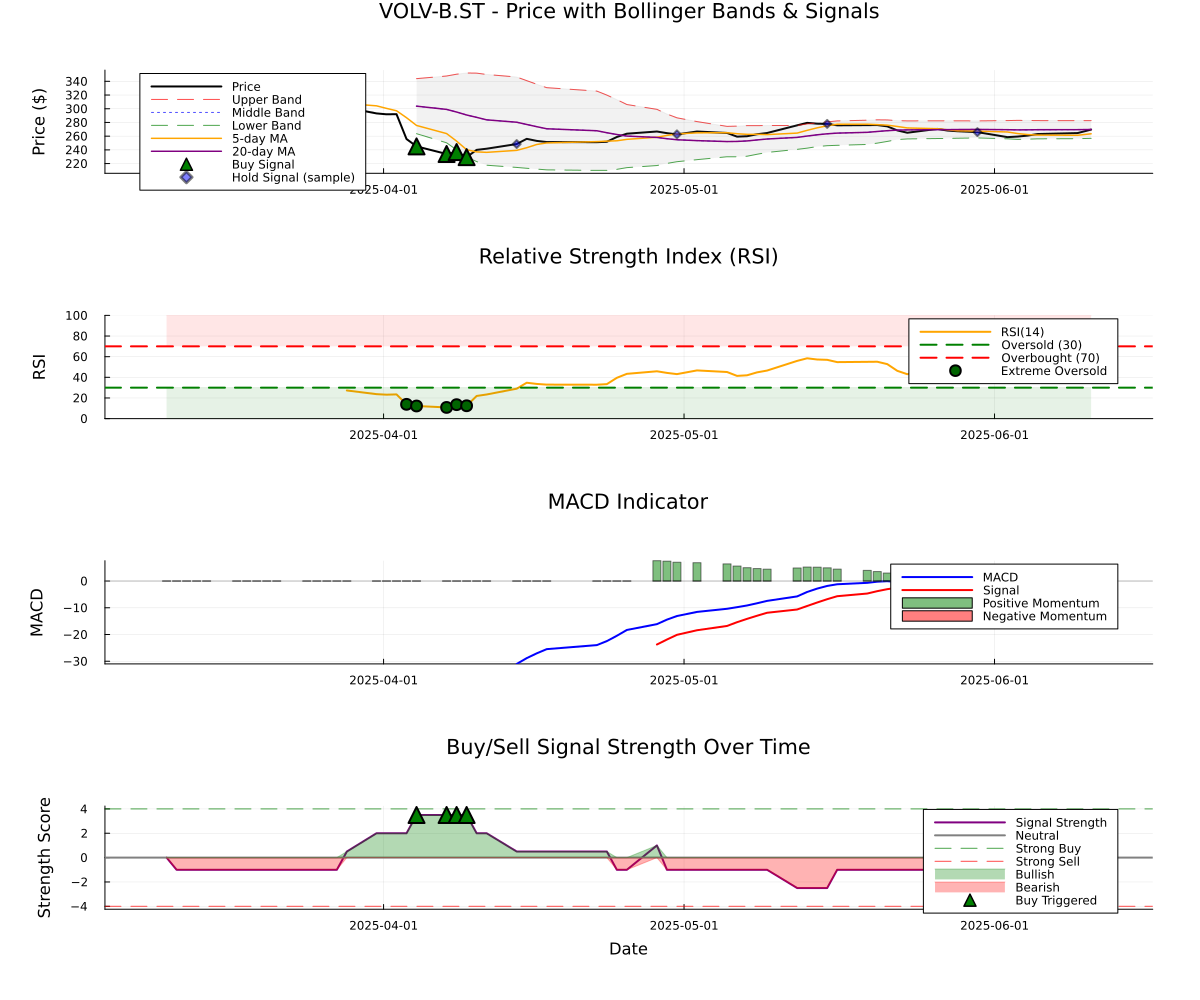 VOLV-B.ST - Price with Bollinger Bands & Signals
Price ($)
340
320
300
280
260
240
220
Price
Upper Band
Middle Band
Lower Band
5-day MA
20-day MA
Buy Signal
Hold Signal (sample)
2025-04-01
2025-05-01
2025-06-01
Relative Strength Index (RSI)
RSI
100
80
60
40
20
0
RSI(14)
Oversold (30)
Overbought (70)
Extreme Oversold
2025-04-01
2025-05-01
2025-06-01
MACD Indicator
MACD
0
−10
−20
−30
MACD
Signal
Positive Momentum
Negative Momentum
2025-04-01
2025-05-01
2025-06-01
Buy/Sell Signal Strength Over Time
Strength Score
4
2
0
−2
−4
Signal Strength
Neutral
Strong Buy
Strong Sell
Bullish
Bearish
Buy Triggered
2025-04-01
2025-05-01
2025-06-01
Date